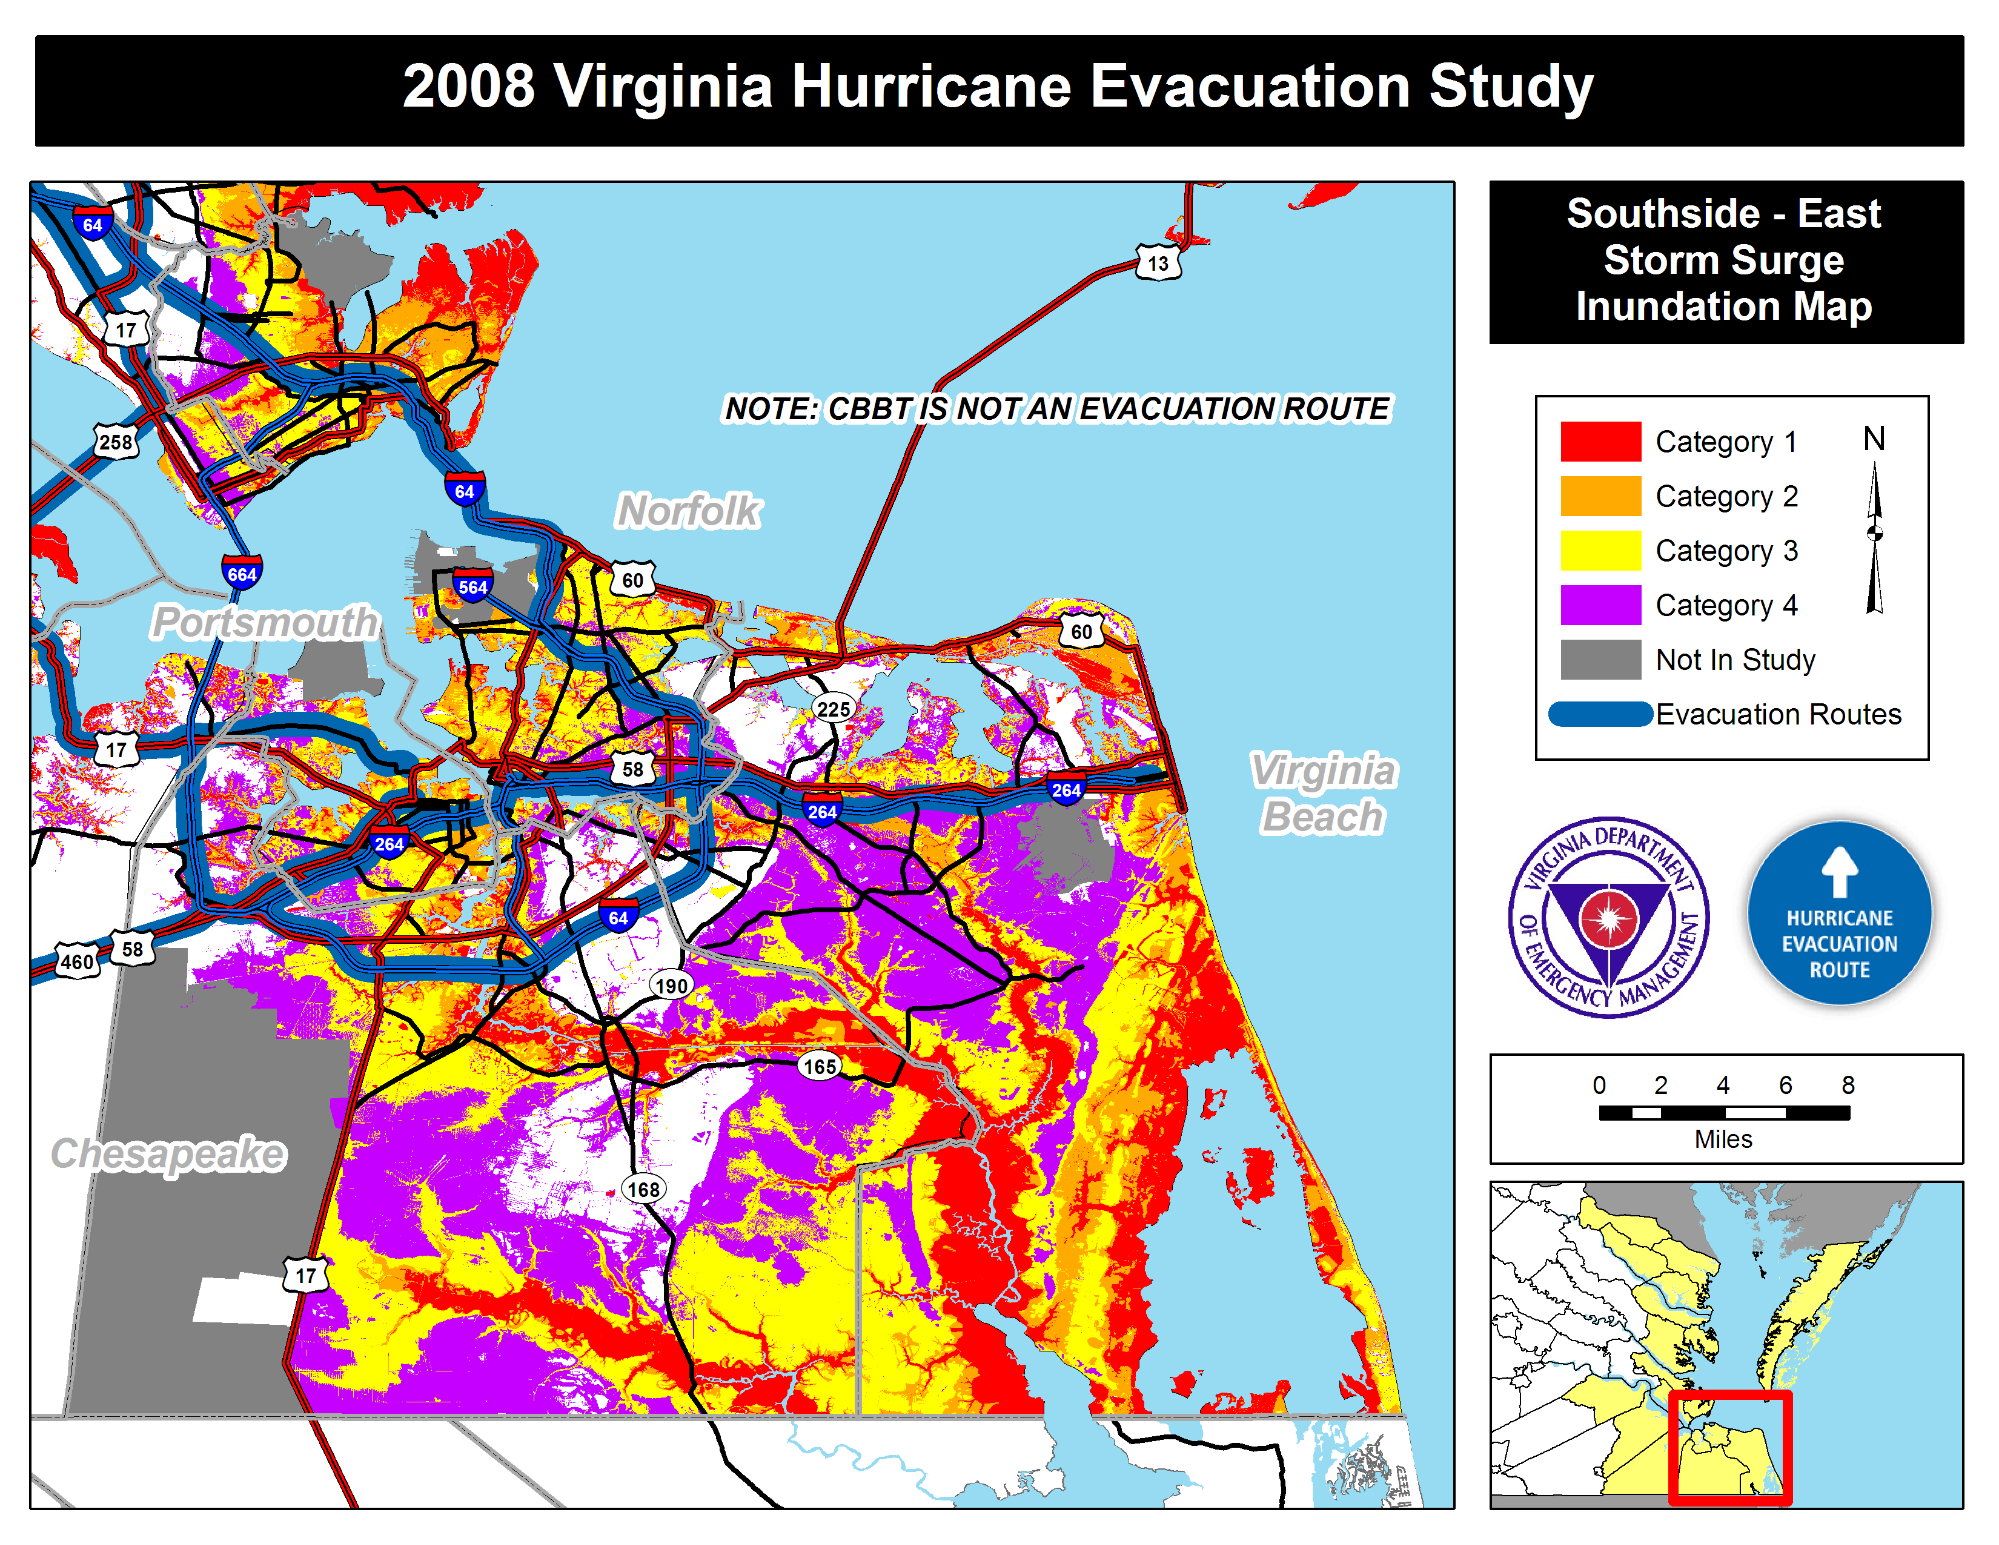 2008 Virginia Hurricane Evacuation Study
Southside - East
Storm Surge
Inundation Map
64
13
17
NOTE: CBBT IS NOT AN EVACUATION ROUTE
258
64
Norfolk
664
564
60
Portsmouth
60
225
17
58
Virginia
Beach
264
264
264
64
58
460
190
165
Chesapeake
168
17
Category 1
Category 2
Category 3
Category 4
Not In Study
Evacuation Routes
N
VIRGINIA DEPARTMENT
OF EMERGENCY MANAGEMENT
HURRICANE
EVACUATION
ROUTE
0 2 4 6 8
Miles